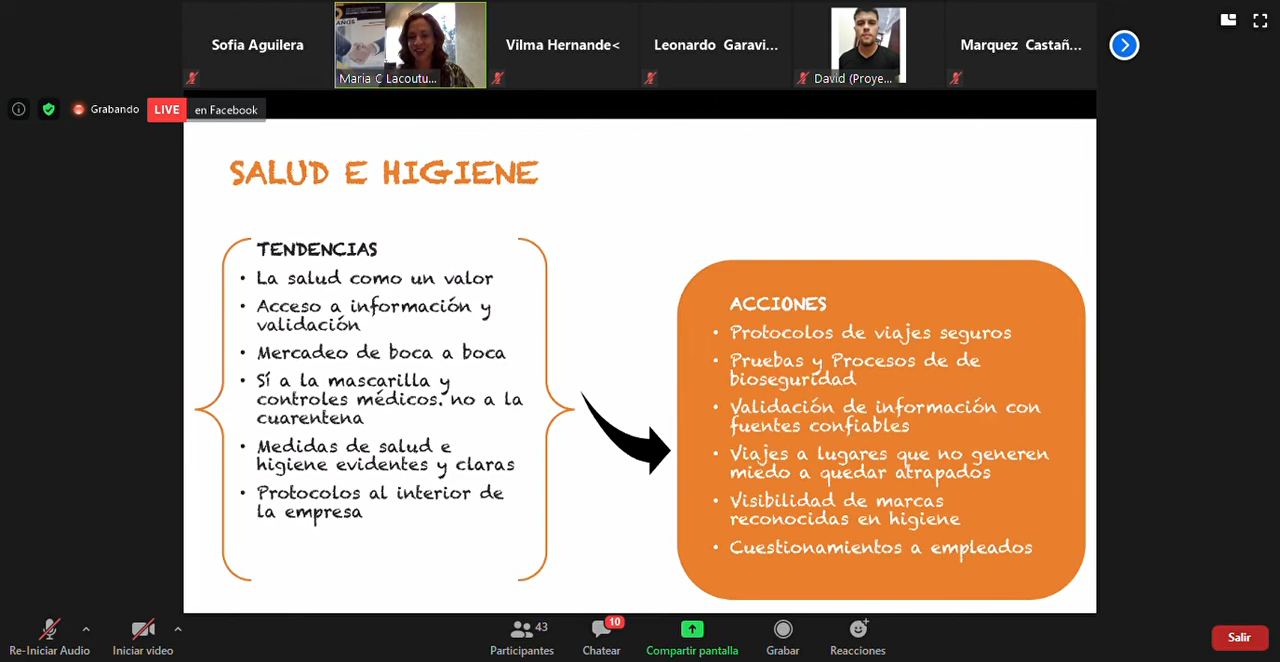 Sofia Aguilera
AÑOS
Maria C Lacoutu...
Vilma Hernande<
Leonardo Garavi...
David (Proye...
Marquez Castañ...
Grabando
LIVE
en Facebook
SALUD E HIGIENE
TENDENCIAS
• La salud como un valor
• Acceso a información y
validación
• Mercadeo de boca a boca
• Sí a la mascarilla y
controles médicos. no a la
cuarentena
• Medidas de salud e
higiene evidentes y claras
• Protocolos al interior de
la empresa
ACCIONES
• Protocolos de viajes seguros
• Pruebas y Procesos de de
bioseguridad
• Validación de información con
fuentes confiables
• Viajes a lugares que no generen
miedo a quedar atrapados
• Visibilidad de marcas
reconocidas en higiene
• Cuestionamientos a empleados
Re-Iniciar Audio
Iniciar video
43
Participantes
10
Chatear
Compartir pantalla
Grabar
Reacciones
Salir